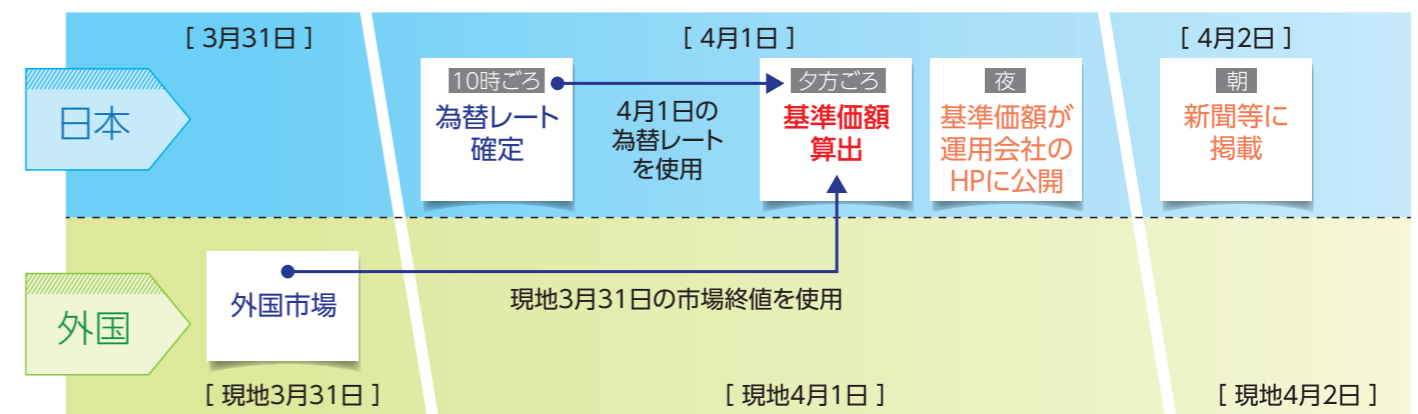 [ 3月31日 ]
[ 4月1日 ]
[ 4月2日 ]
日本
10時ごろ
為替レート
確定
4月1日の
為替レート
を使用
夕方ごろ
基準価額
算出
夜
基準価額が
運用会社の
HPに公開
朝
新聞等に
掲載
外国
外国市場
現地3月31日の市場終値を使用
[ 現地3月31日 ]
[ 現地4月1日 ]
[ 現地4月2日 ]